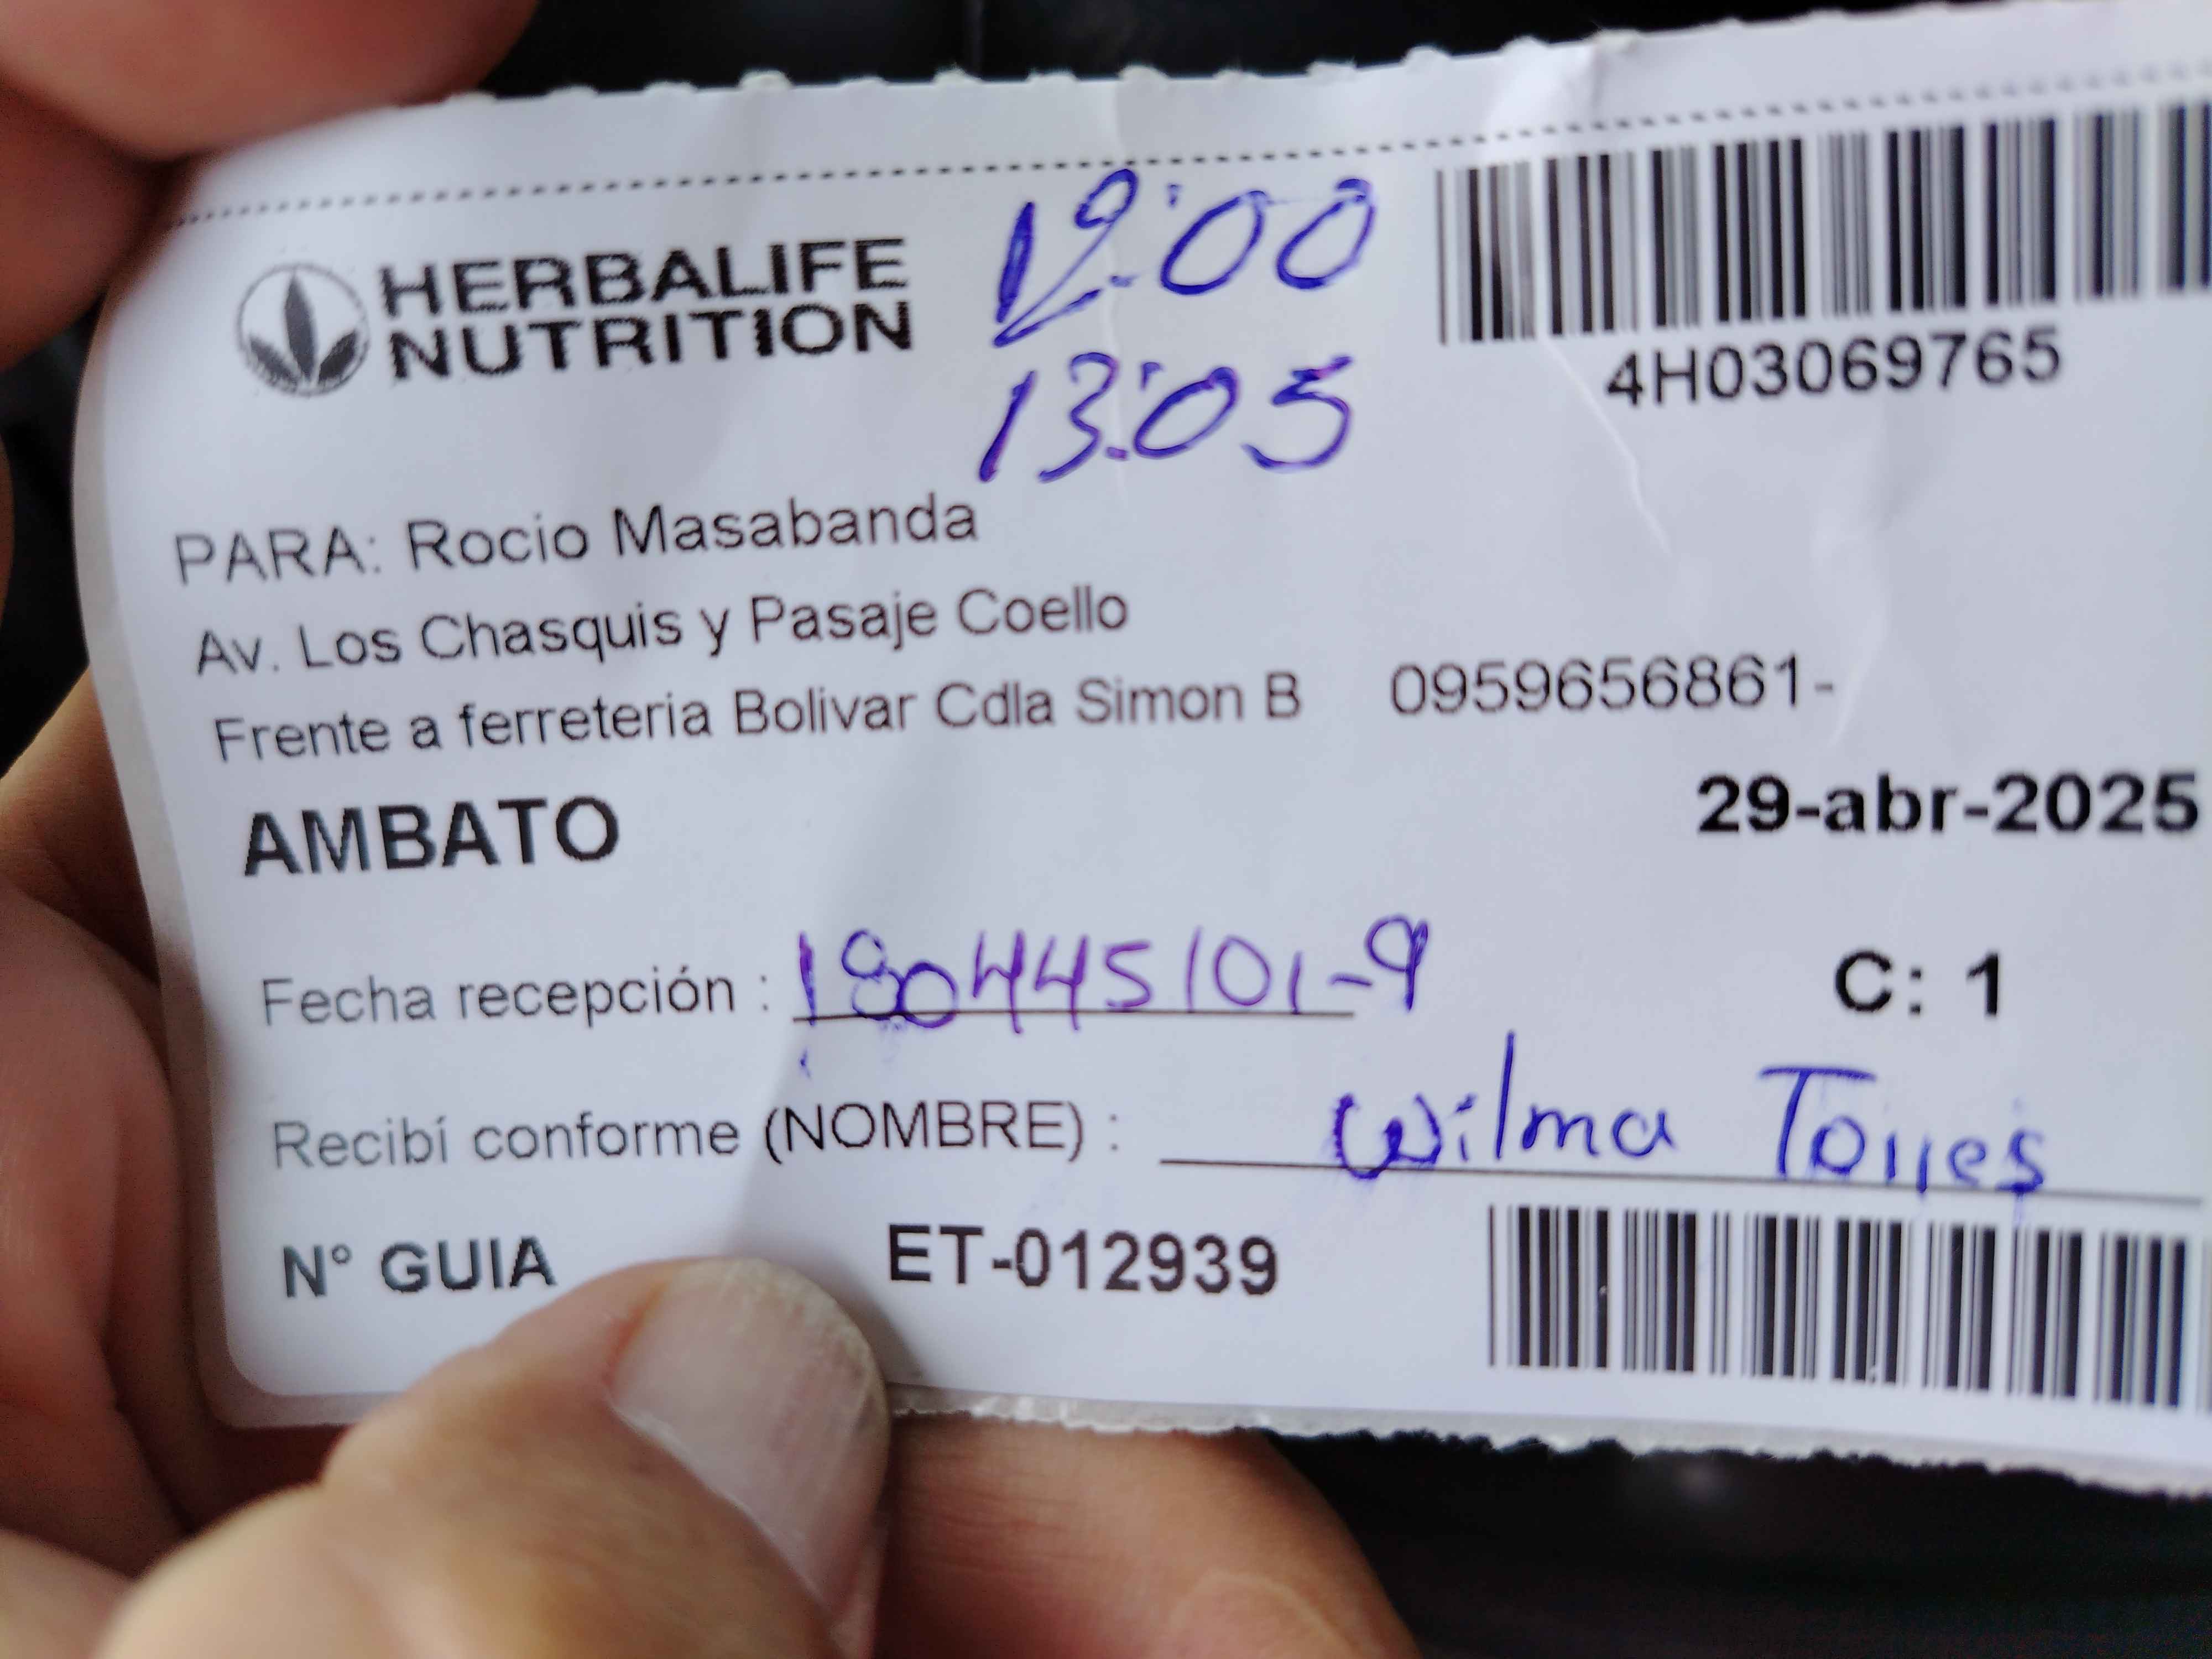 HERBALIFE
NUTRITION
12:00
13:05
4H03069765
PARA: Rocio Masabanda
Av. Los Chasquis y Pasaje Coello
Frente a ferreteria Bolivar Cdla Simon B 0959656861-
AMBATO
29-abr-2025
Fecha recepción : 180445101-9
C: 1
Recibí conforme (NOMBRE) : Wilma Torres
N° GUIA ET-012939